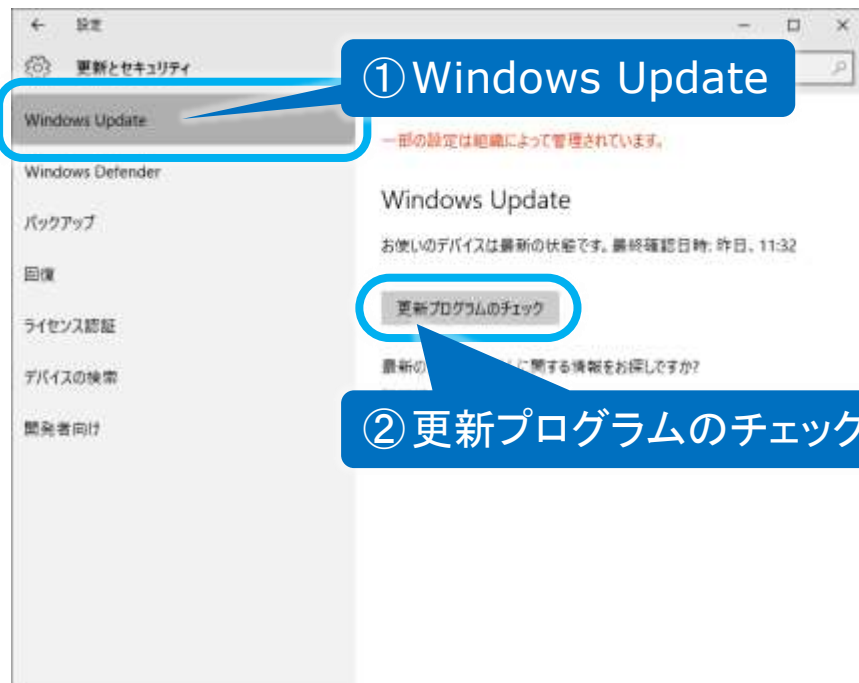 設定
更新とセキュリティ
①Windows Update
Windows Update
Windows Defender
バックアップ
回復
ライセンス認証
デバイスの検索
開発者向け
一部の設定は組織によって管理されています。
Windows Update
お使いのデバイスは最新の状態です。最終確認日時: 昨日、11:32
更新プログラムのチェック
最新の
に関する情報をお探しですか?
②更新プログラムのチェック